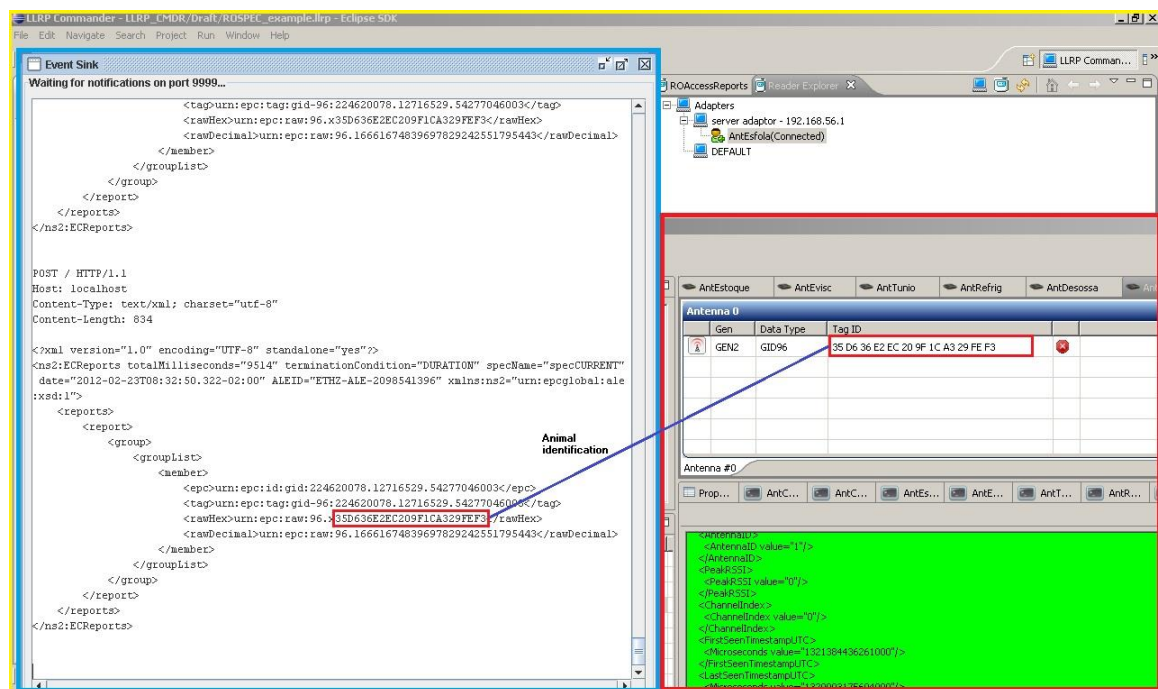 LLRP Commander - LLRP_CMDR/Draft/ROSPEC_example.llrp - Eclipse SDK
File Edit Navigate Search Project Run Window Help
Event Sink
Waiting for notifications on port 9999...
<tag>urn:epc:tag:gid-96:224620078.12716529.54277046003</tag>
<rawHex>urn:epc:raw:96.x35D636E2EC209F1CA329FEF3</rawHex>
<rawDecimal>urn:epc:raw:96.16661674839697829242551795443</rawDecimal>
</member>
</groupList>
</group>
</report>
</reports>
</ns2:ECReports>
POST / HTTP/1.1
Host: localhost
Content-Type: text/xml; charset="utf-8"
Content-Length: 834
<?xml version="1.0" encoding="UTF-8" standalone="yes"?>
<ns2:ECReports totalMilliseconds="9514" terminationCondition="DURATION" specName="specCURRENT"
date="2012-02-23T08:32:50.322-02:00" ALEID="ETHZ-ALE-2098541396" xmlns:ns2="urn:epcglobal:ale
:xsd:1">
<reports>
<report>
<group>
<groupList>
<member>
<epc>urn:epc:id:gid:224620078.12716529.54277046003</epc>
<tag>urn:epc:tag:gid-96:224620078.12716529.54277046003</tag>
<rawHex>urn:epc:raw:96.x35D636E2EC209F1CA329FEF3</rawHex>
<rawDecimal>urn:epc:raw:96.16661674839697829242551795443</rawDecimal>
</member>
</groupList>
</group>
</report>
</reports>
</ns2:ECReports>
Animal
identification
LLRP Comman...
ROAccessReports Reader Explorer
Adapters
server adaptor - 192.168.56.1
AntEsfola(Connected)
DEFAULT
AntEstoque AntEvisc AntTunio AntRefrig AntDesossa
Antenna 0
Gen Data Type Tag ID
GEN2 GID96 35 D6 36 E2 EC 20 9F 1C A3 29 FE F3
Antenna #0
Prop... AntC... AntC... AntEs... AntE... AntT... AntR...
<AntennaID>
<AntennaID value="1"/>
</AntennaID>
<PeakRSSI>
<PeakRSSI value="0"/>
</PeakRSSI>
<ChannelIndex>
<ChannelIndex value="0"/>
</ChannelIndex>
<FirstSeenTimestampUTC>
<Microseconds value="1321384436261000"/>
</FirstSeenTimestampUTC>
<LastSeenTimestampUTC>